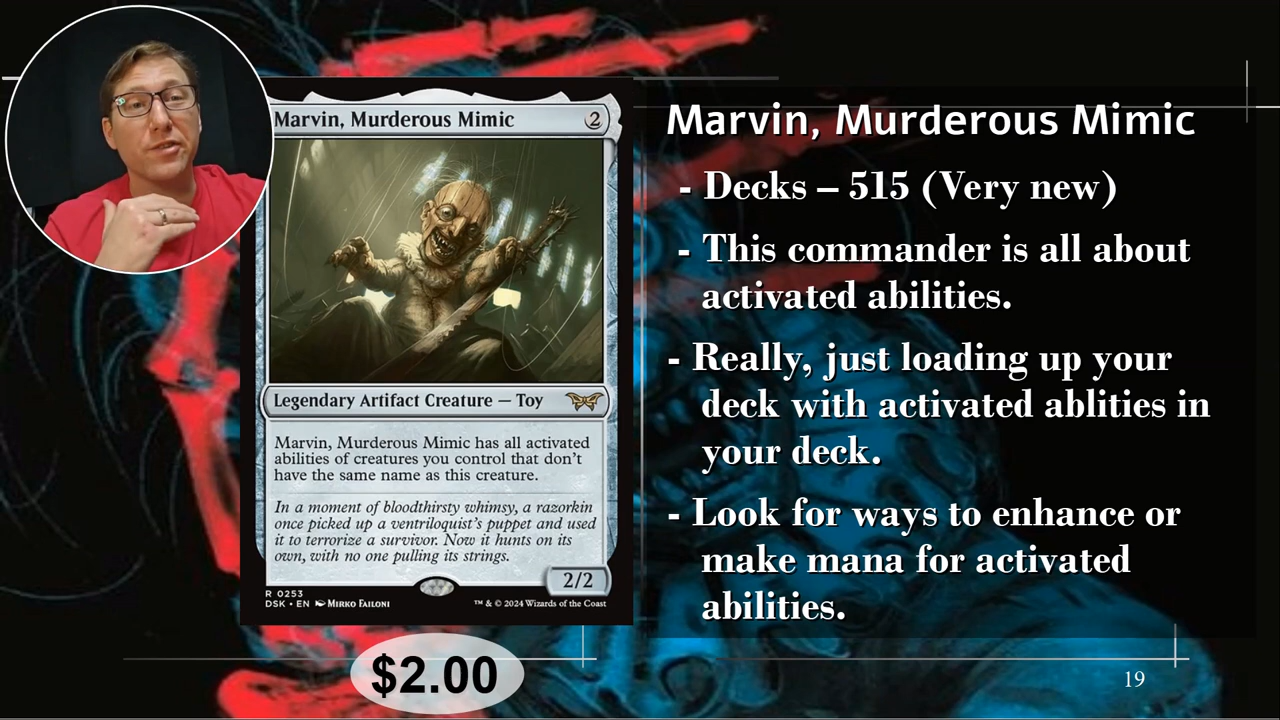 Marvin, Murderous Mimic 2
Legendary Artifact Creature — Toy
Marvin, Murderous Mimic has all activated
abilities of creatures you control that don't
have the same name as this creature.
In a moment of bloodthirsty whimsy, a razorkin
once picked up a ventriloquist's puppet and used
it to terrorize a survivor. Now it hunts on its
own, with no one pulling its strings.
2/2
R 0253
DSK • EN Mirko Failoni
™ & © 2024 Wizards of the Coast
$2.00
Marvin, Murderous Mimic
- Decks – 515 (Very new)
- This commander is all about
activated abilities.
- Really, just loading up your
deck with activated ablities in
your deck.
- Look for ways to enhance or
make mana for activated
abilities.
19